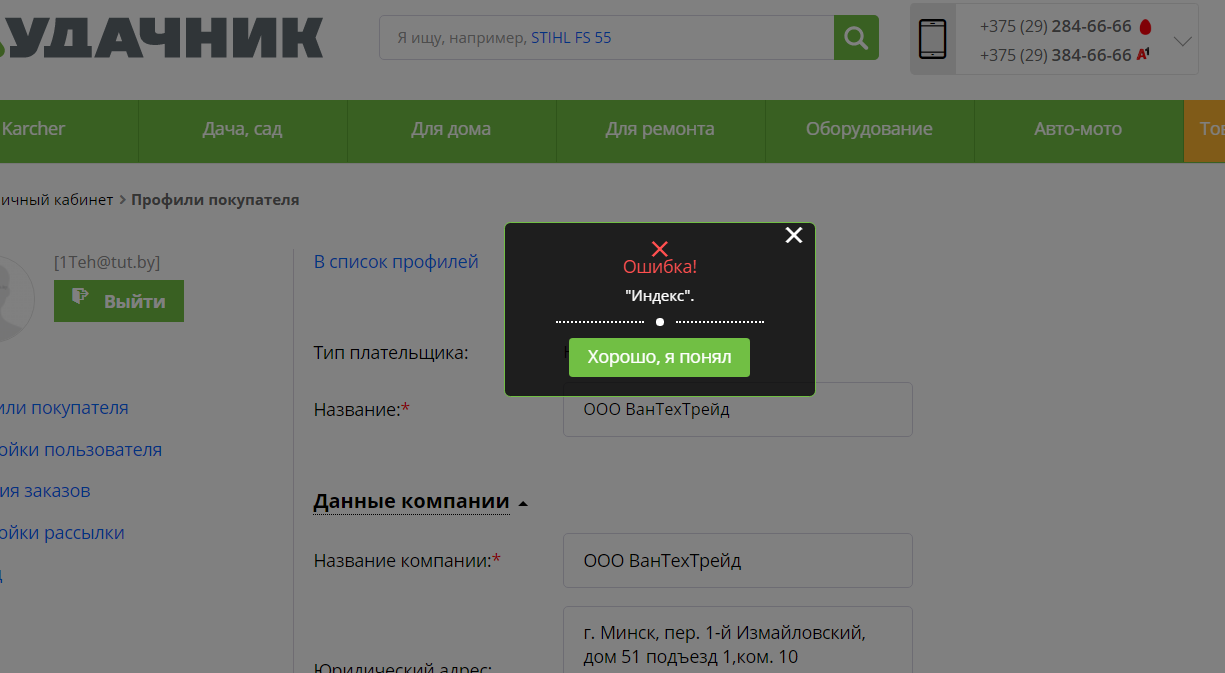 УДАЧНИК
Я ищу, например, STIHL FS 55
+375 (29) 284-66-66
+375 (29) 384-66-66 A1
Karcher
Дача, сад
Для дома
Для ремонта
Оборудование
Авто-мото
То
ичный кабинет > Профили покупателя
[1Teh@tut.by]
Выйти
В список профилей
Ошибка!
"Индекс".
Хорошо, я понял
Тип плательщика:
Название:*
ООО ВанТехТрейд
или покупателя
ойки пользователя
ия заказов
ойки рассылки
Данные компании
Название компании:*
ООО ВанТехТрейд
г. Минск, пер. 1-й Измайловский,
дом 51 подъезд 1,ком. 10
Юридический адрес: